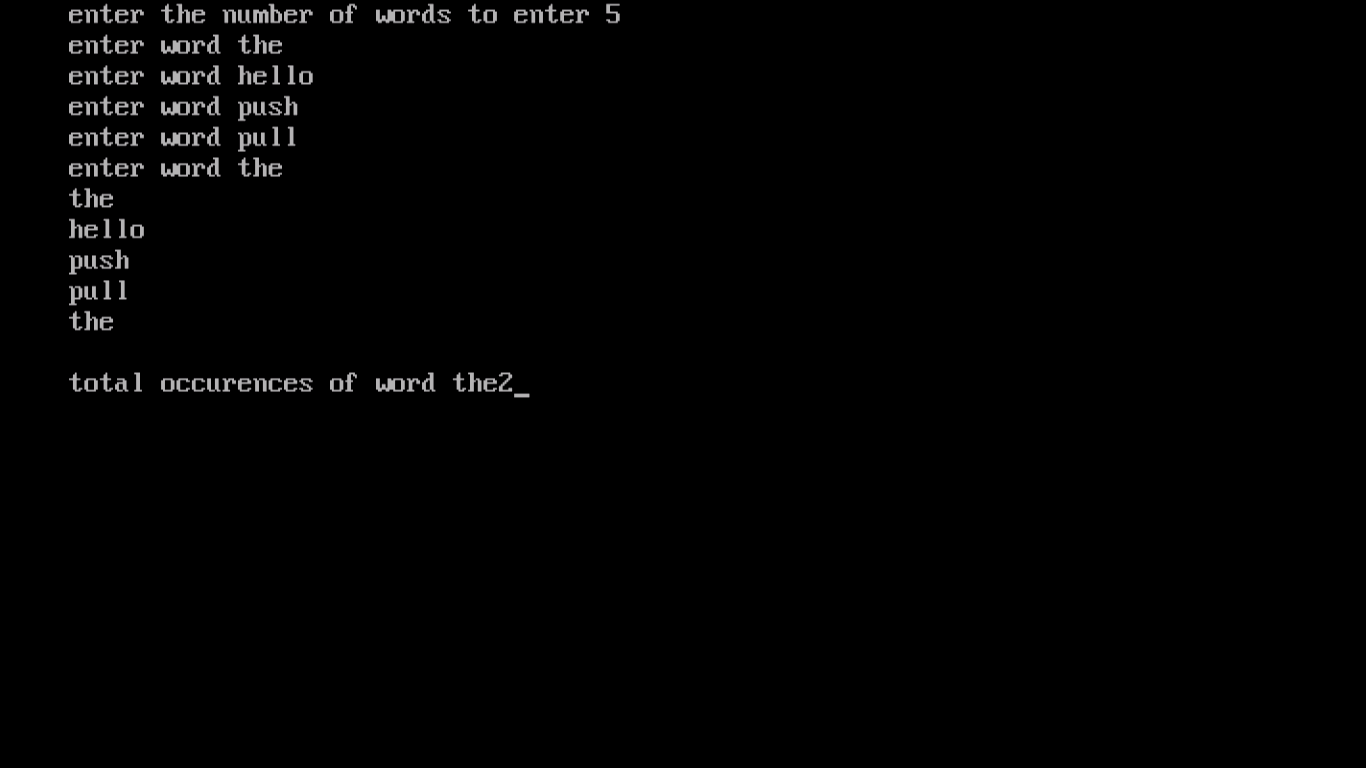 enter the number of words to enter 5
enter word the
enter word hello
enter word push
enter word pull
enter word the
the
hello
push
pull
the
total occurences of word the2_